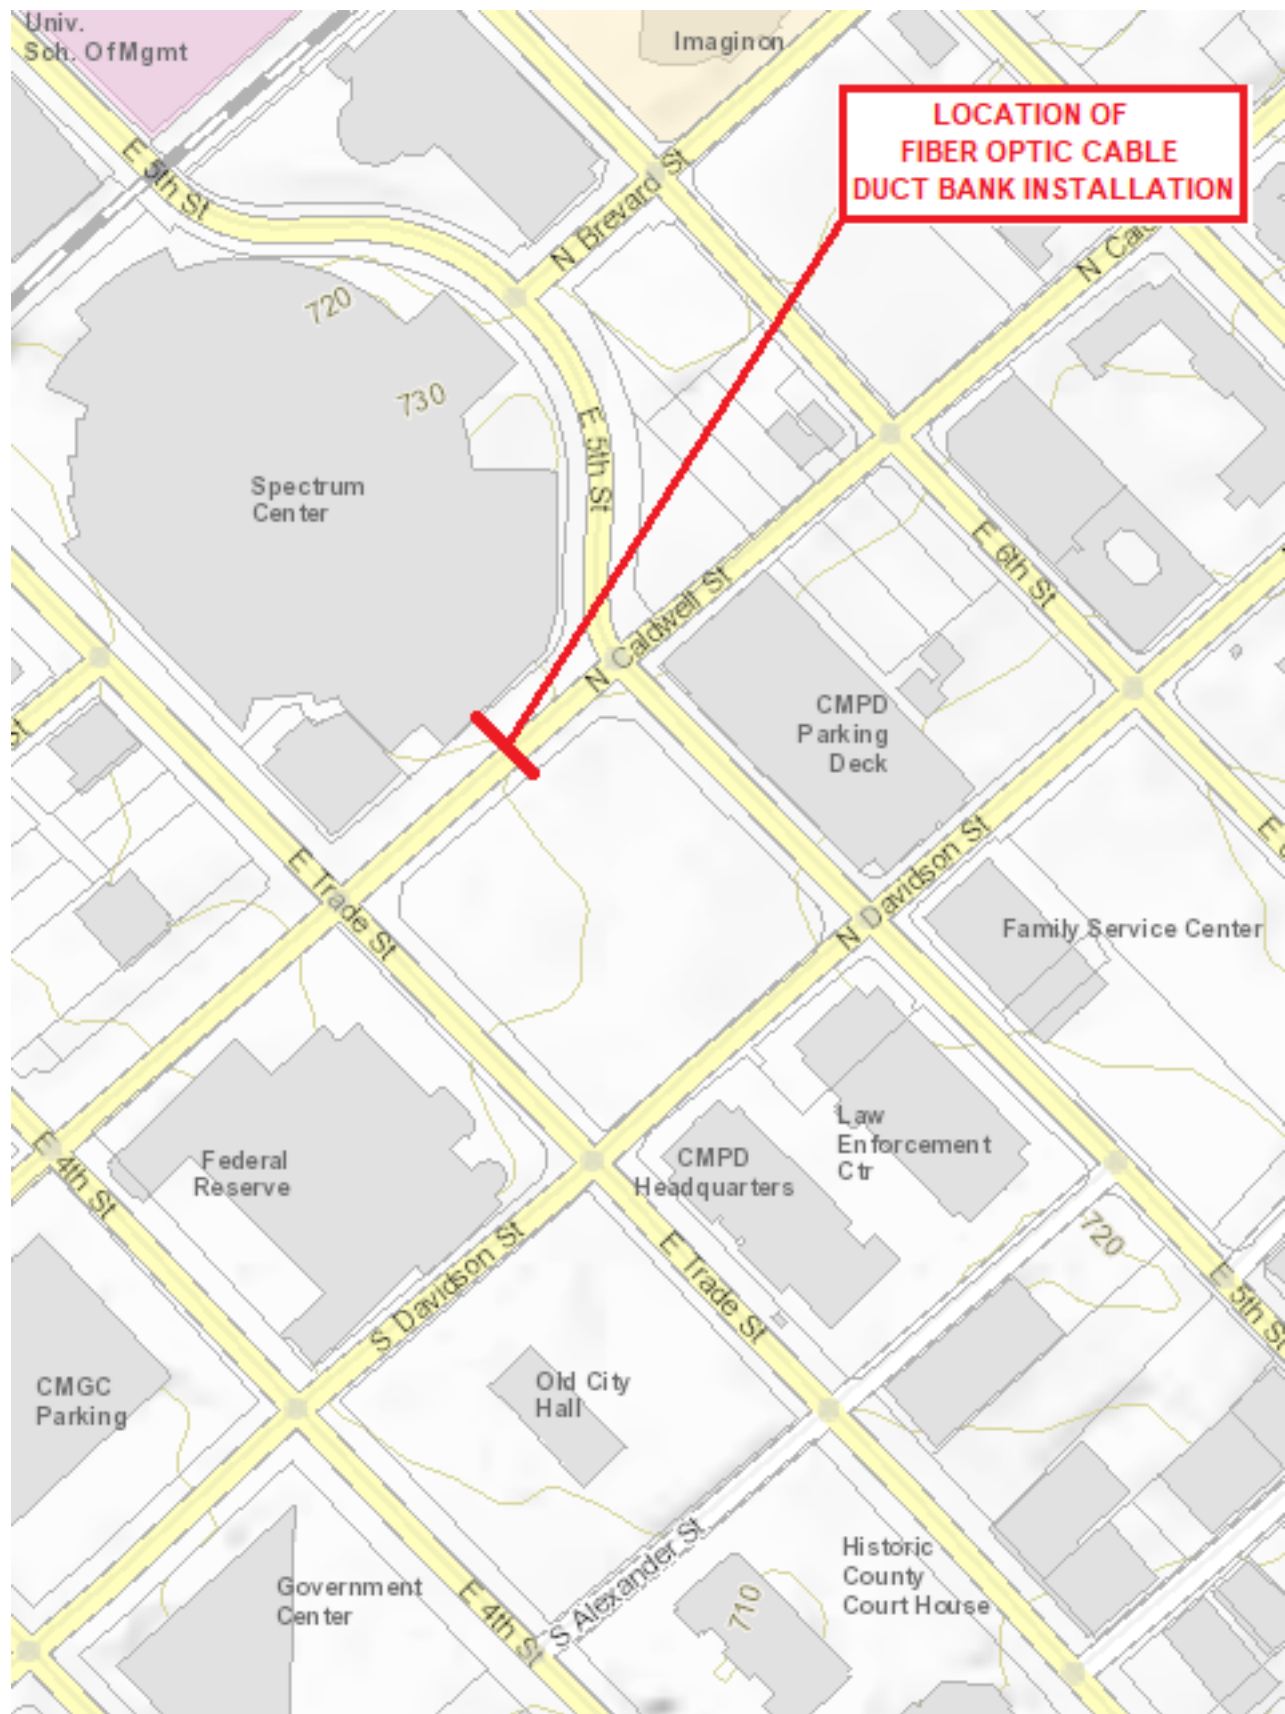 Univ.
Sch. Of Mgmt
Imaginon
LOCATION OF
FIBER OPTIC CABLE
DUCT BANK INSTALLATION
E 5th St
N Brevard St
720
730
E 5th St
Spectrum
Center
N Caldwell St
E 6th St
CMPD
Parking
Deck
E Trade St
N Davidson St
Family Service Center
E 4th St
Federal
Reserve
CMPD
Headquarters
Law
Enforcement
Ctr
720
S Davidson St
E Trade St
E 5th St
CMGC
Parking
Old City
Hall
Government
Center
E 4th St
S Alexander St
710
Historic
County
Court House